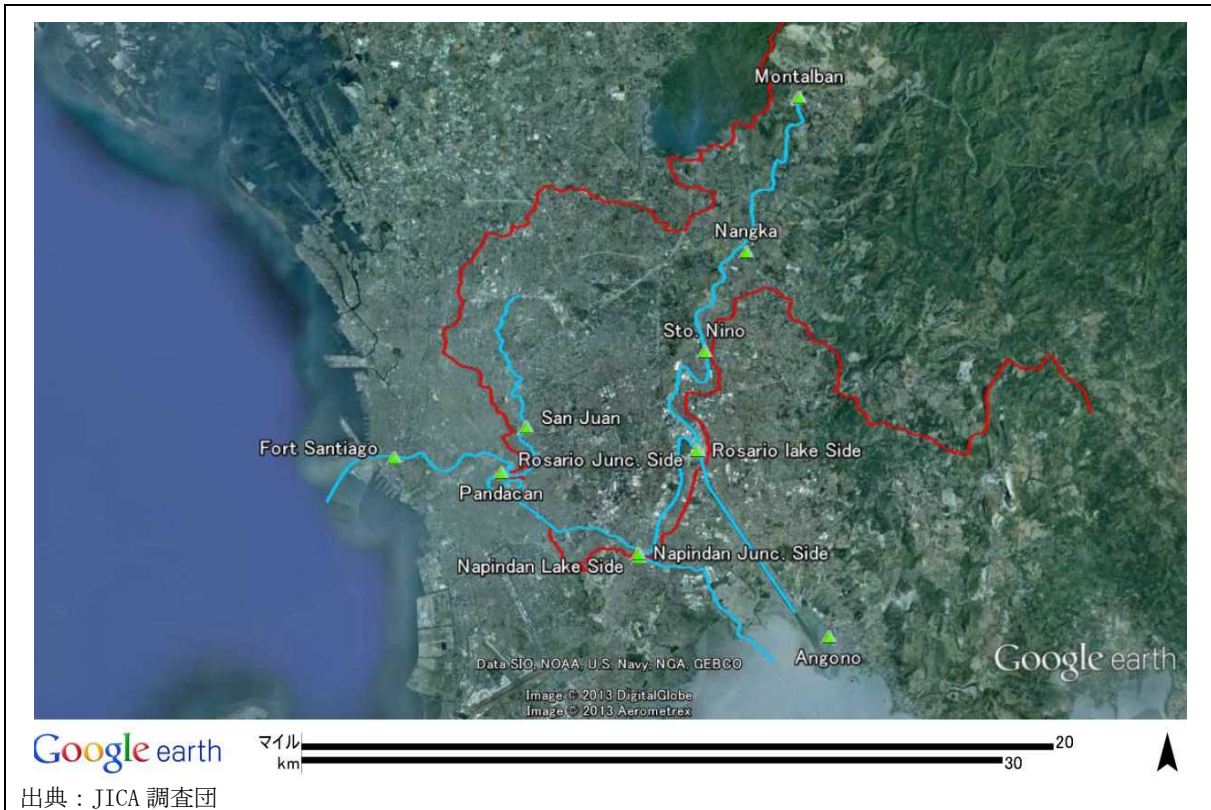 Montalban
Nangka
Sto. Nino
San Juan
Fort Santiago
Rosario Junc. Side
Rosario lake Side
Pandacan
Napindan Lake Side
Napindan Junc. Side
Angono
Data SIO, NOAA, U.S. Navy, NGA, GEBCO
Image © 2013 DigitalGlobe
Image © 2013 Aerometrex
Google earth
Google earth
マイル 20
km 30
出典：JICA 調査団